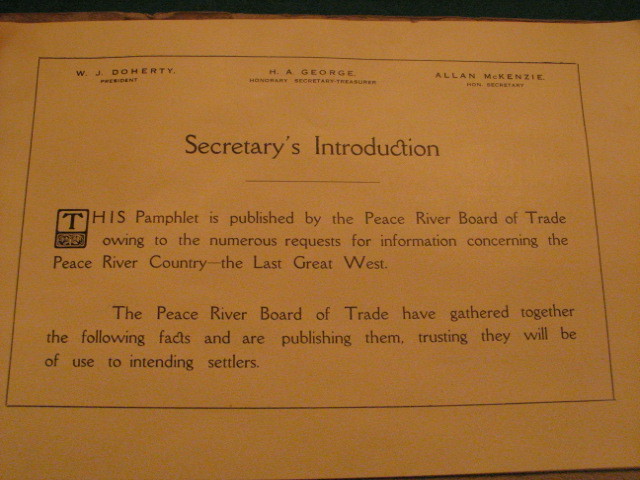 W. J. DOHERTY. H. A. GEORGE. ALLAN McKENZIE.
PRESIDENT HONORARY SECRETARY-TREASURER HON. SECRETARY
Secretary's Introduction
THIS Pamphlet is published by the Peace River Board of Trade
owing to the numerous requests for information concerning the
Peace River Country—the Last Great West.
The Peace River Board of Trade have gathered together
the following facts and are publishing them, trusting they will be
of use to intending settlers.